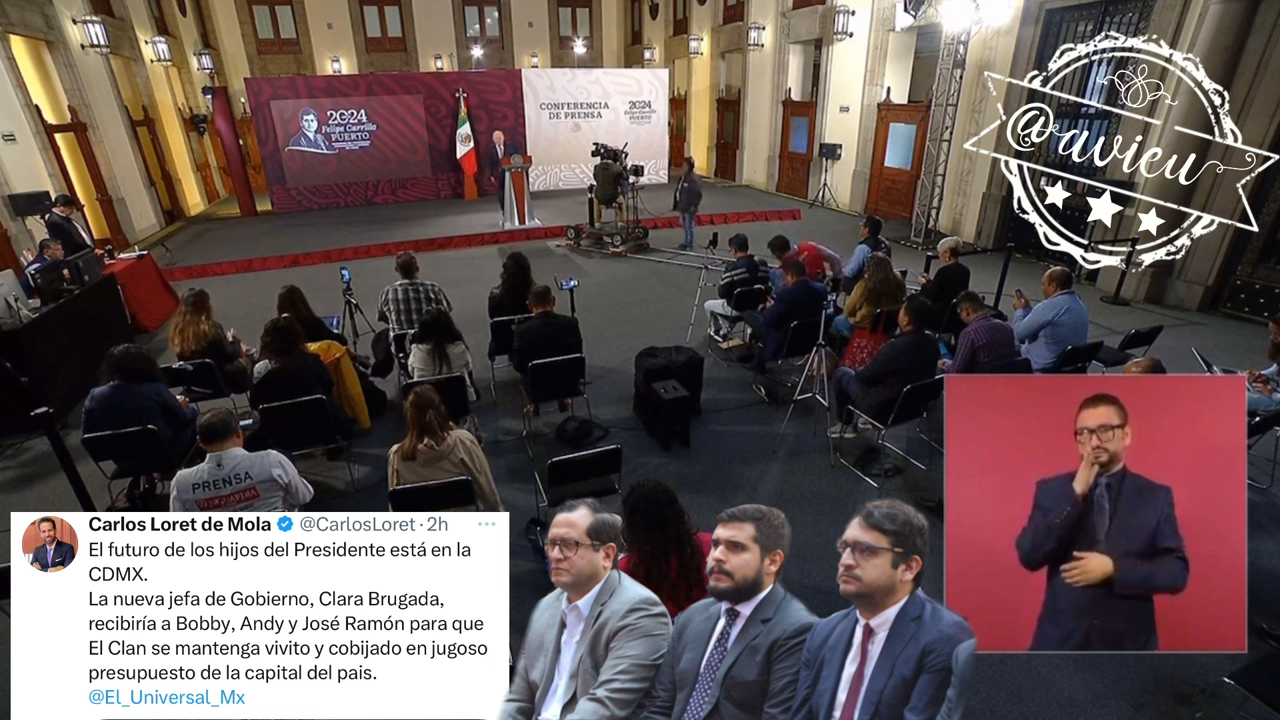 2024
Felipe Carrillo
PUERTO
CONFERENCIA
DE PRENSA
2024
Felipe Carrillo
PUERTO
@avieu
PRENSA
Carlos Loret de Mola @CarlosLoret · 2h
El futuro de los hijos del Presidente está en la
CDMX.
La nueva jefa de Gobierno, Clara Brugada,
recibiría a Bobby, Andy y José Ramón para que
El Clan se mantenga vivito y cobijado en jugoso
presupuesto de la capital del pais.
@El_Universal_Mx